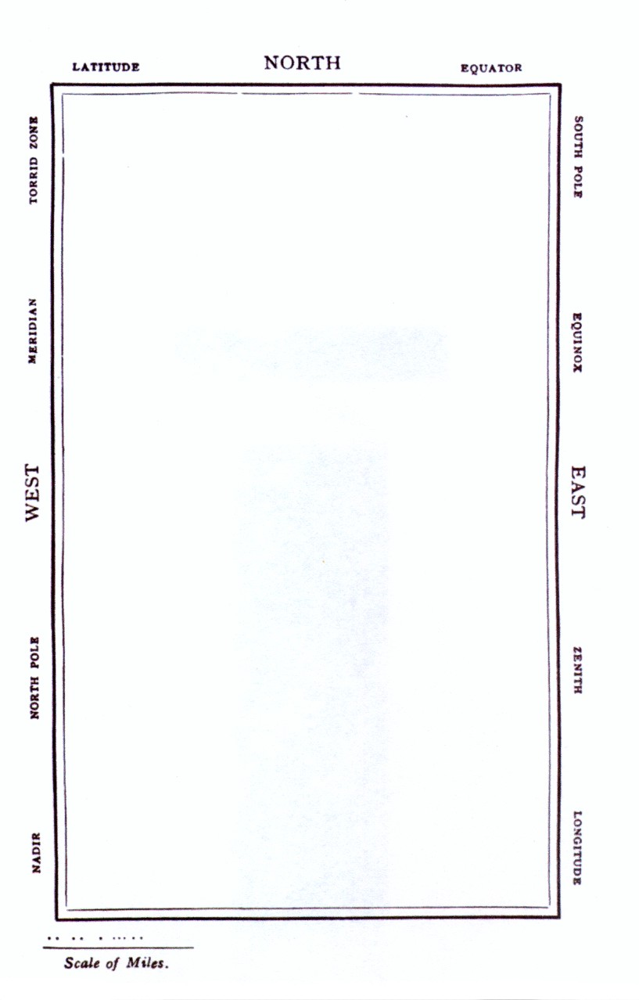 LATITUDE NORTH EQUATOR
TORRID ZONE
MERIDIAN
WEST
NORTH POLE
NADIR
SOUTH POLE
EQUINOX
EAST
ZENITH
LONGITUDE
Scale of Miles.